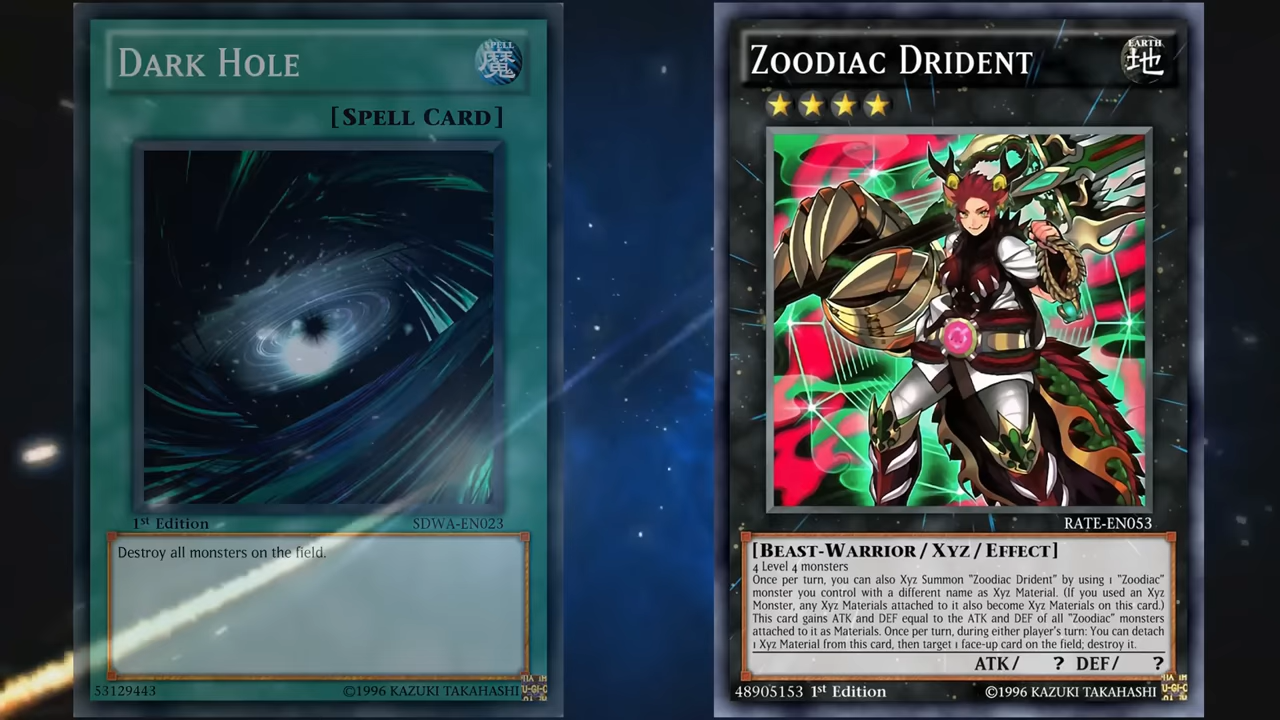 DARK HOLE
SPELL
魔
[SPELL CARD]
1st Edition
SDWA-EN023
Destroy all monsters on the field.
53129443
©1996 KAZUKI TAKAHASHI
ZOODIAC DRIDENT
EARTH
地
RATE-EN053
[BEAST-WARRIOR / XYZ / EFFECT]
4 Level 4 monsters
Once per turn, you can also Xyz Summon "Zoodiac Drident" by using 1 "Zoodiac"
monster you control with a different name as Xyz Material. (If you used an Xyz
Monster, any Xyz Materials attached to it also become Xyz Materials on this card.)
This card gains ATK and DEF equal to the ATK and DEF of all "Zoodiac" monsters
attached to it as Materials. Once per turn, during either player's turn: You can detach
1 Xyz Material from this card, then target 1 face-up card on the field; destroy it.
ATK/ ? DEF/ ?
48905153 1st Edition
©1996 KAZUKI TAKAHASHI